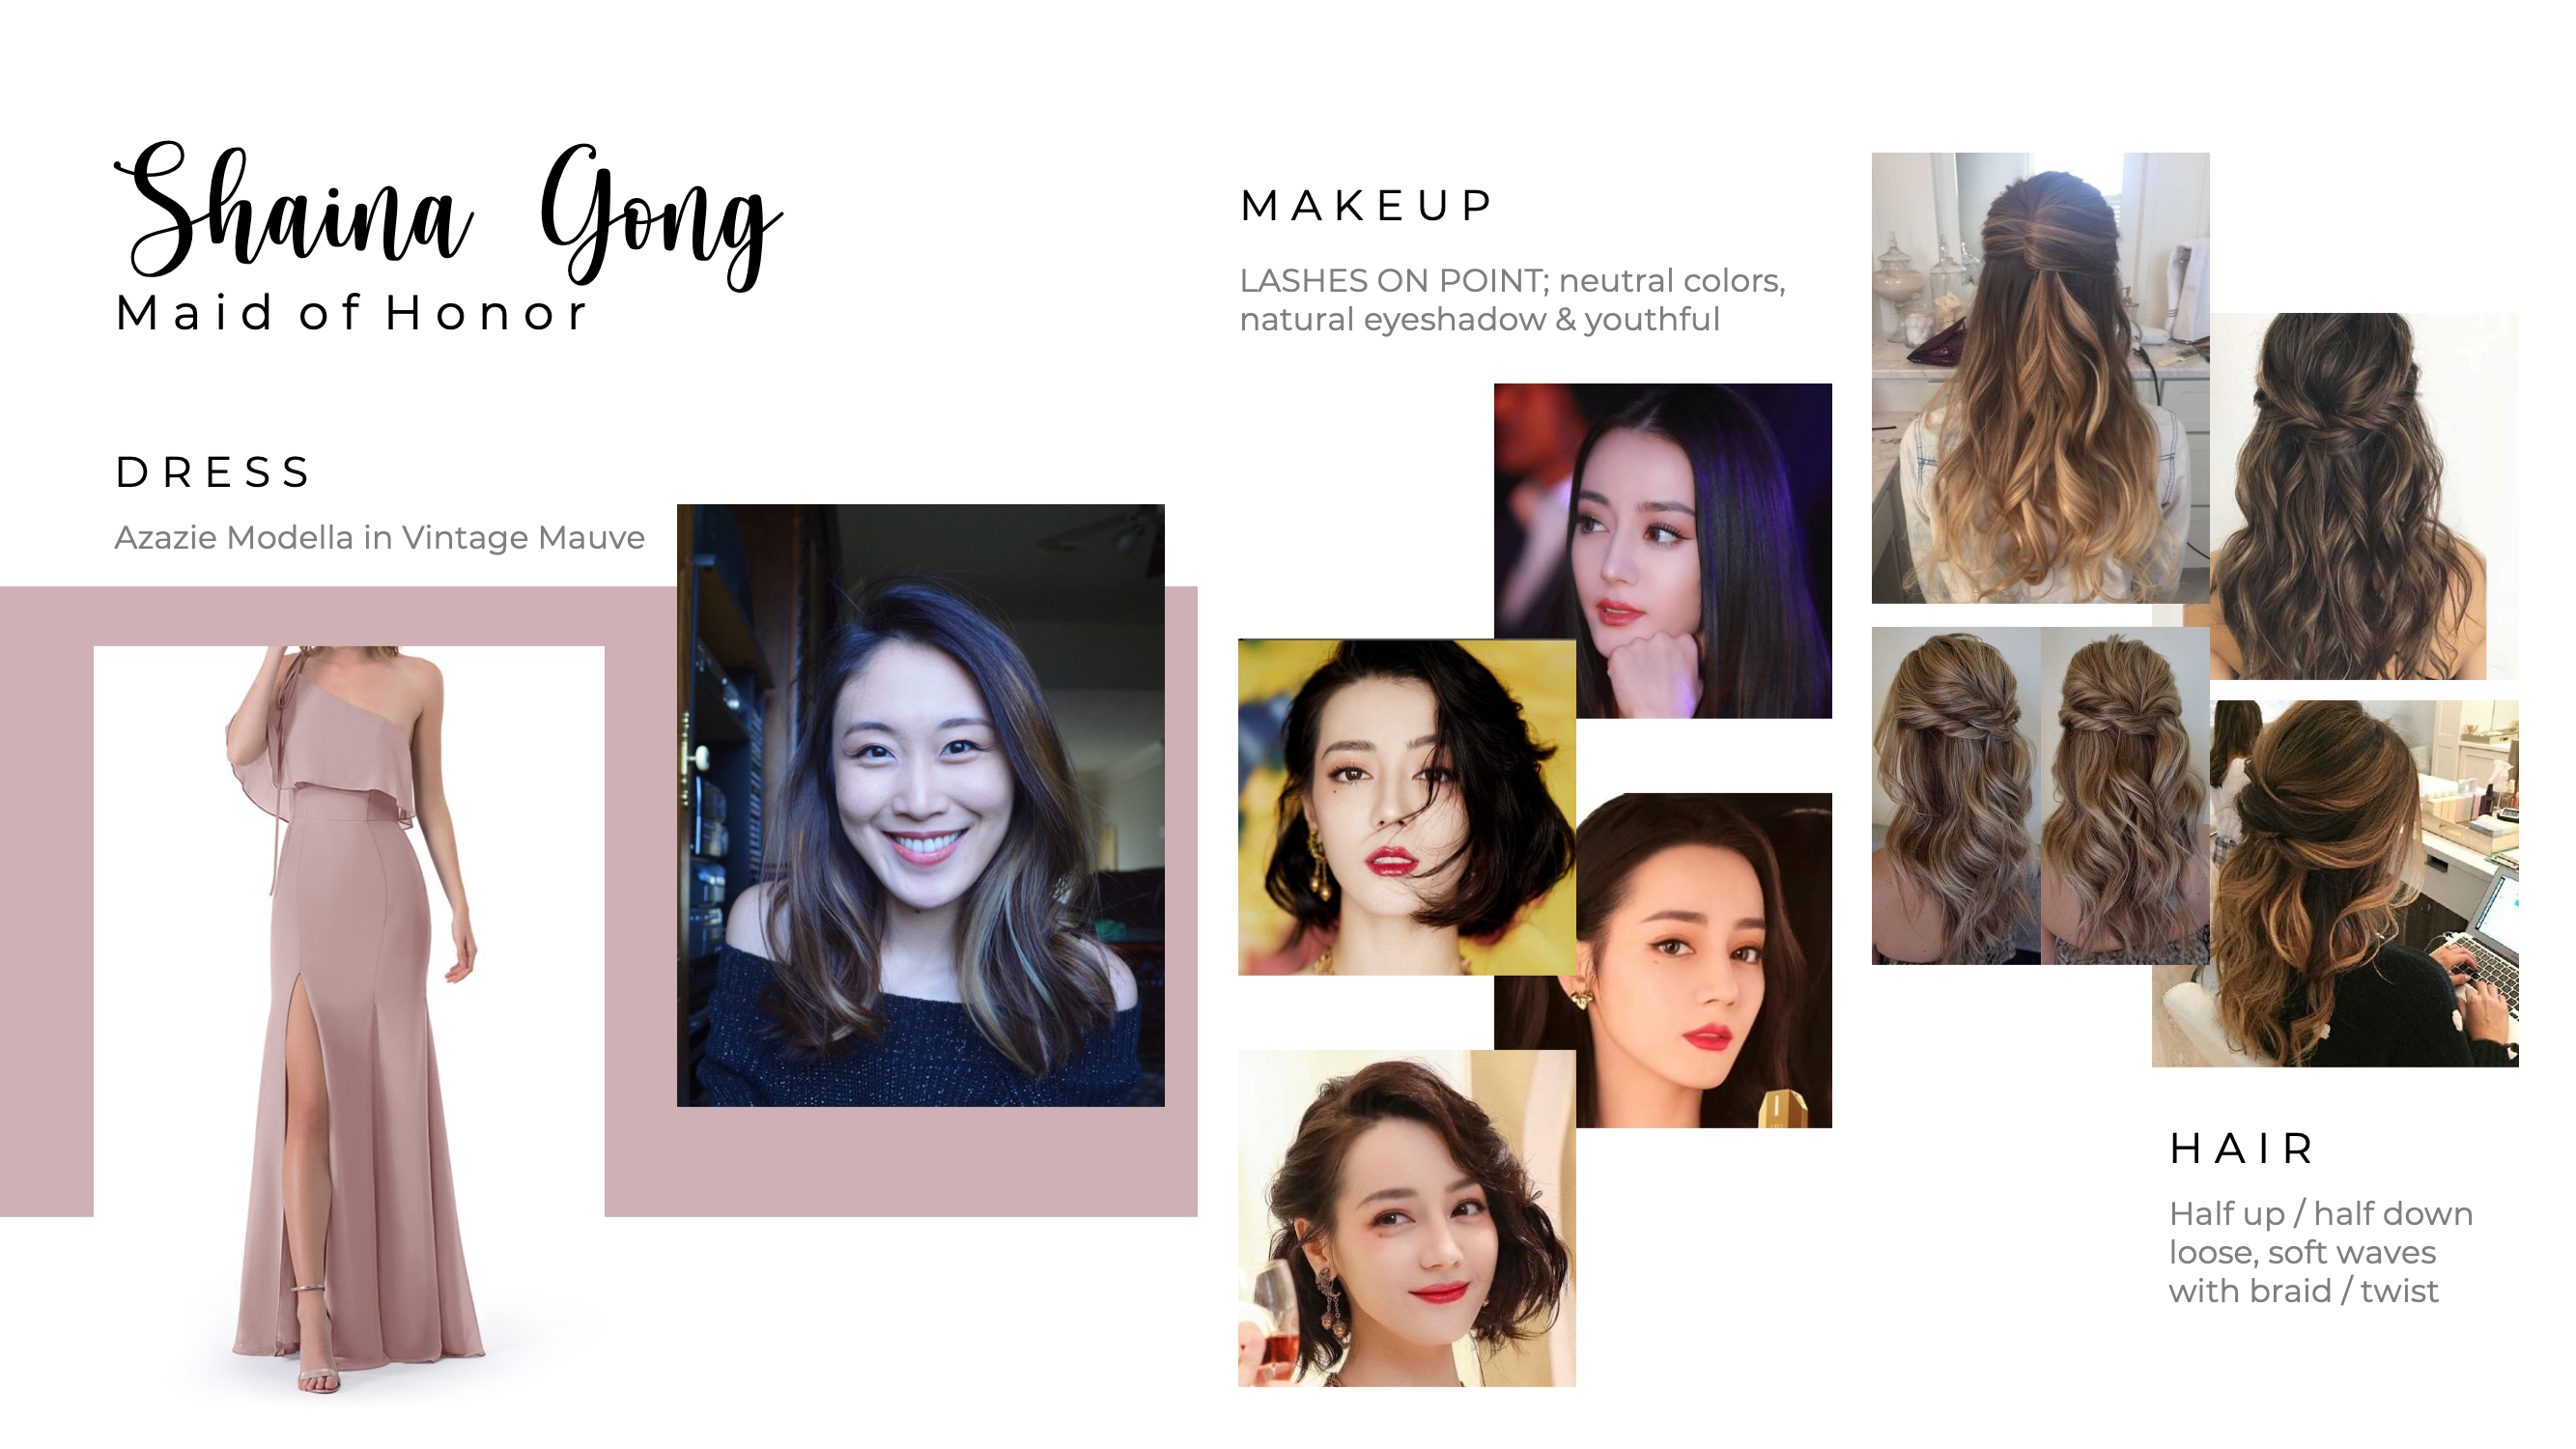 Shaina Gong
Maid of Honor
DRESS
Azazie Modella in Vintage Mauve
MAKEUP
LASHES ON POINT; neutral colors,
natural eyeshadow & youthful
HAIR
Half up / half down
loose, soft waves
with braid / twist